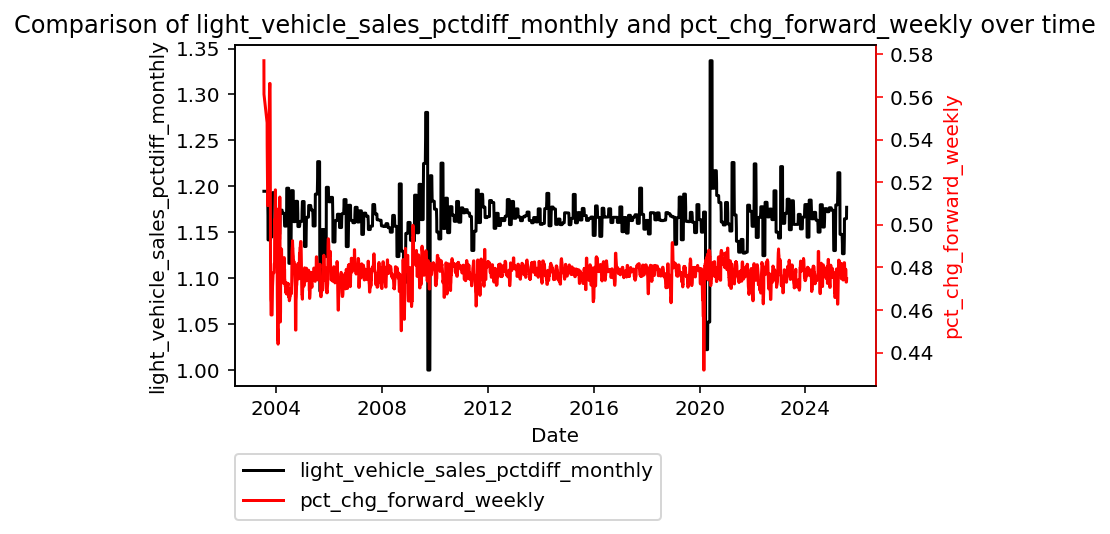 Comparison of light_vehicle_sales_pctdiff_monthly and pct_chg_forward_weekly over time
light_vehicle_sales_pctdiff_monthly
1.35
1.30
1.25
1.20
1.15
1.10
1.05
1.00
0.58
0.56
0.54
0.52
0.50
0.48
0.46
0.44
pct_chg_forward_weekly
2004 2008 2012 2016 2020 2024
Date
light_vehicle_sales_pctdiff_monthly
pct_chg_forward_weekly